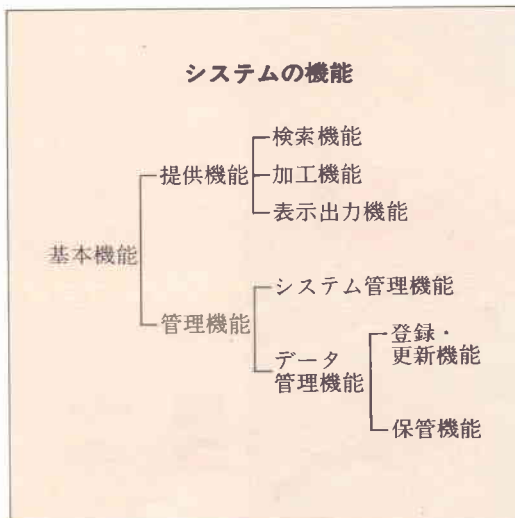 システムの機能
検索機能
提供機能
加工機能
表示出力機能
基本機能
システム管理機能
管理機能
登録・
更新機能
データ
管理機能
保管機能